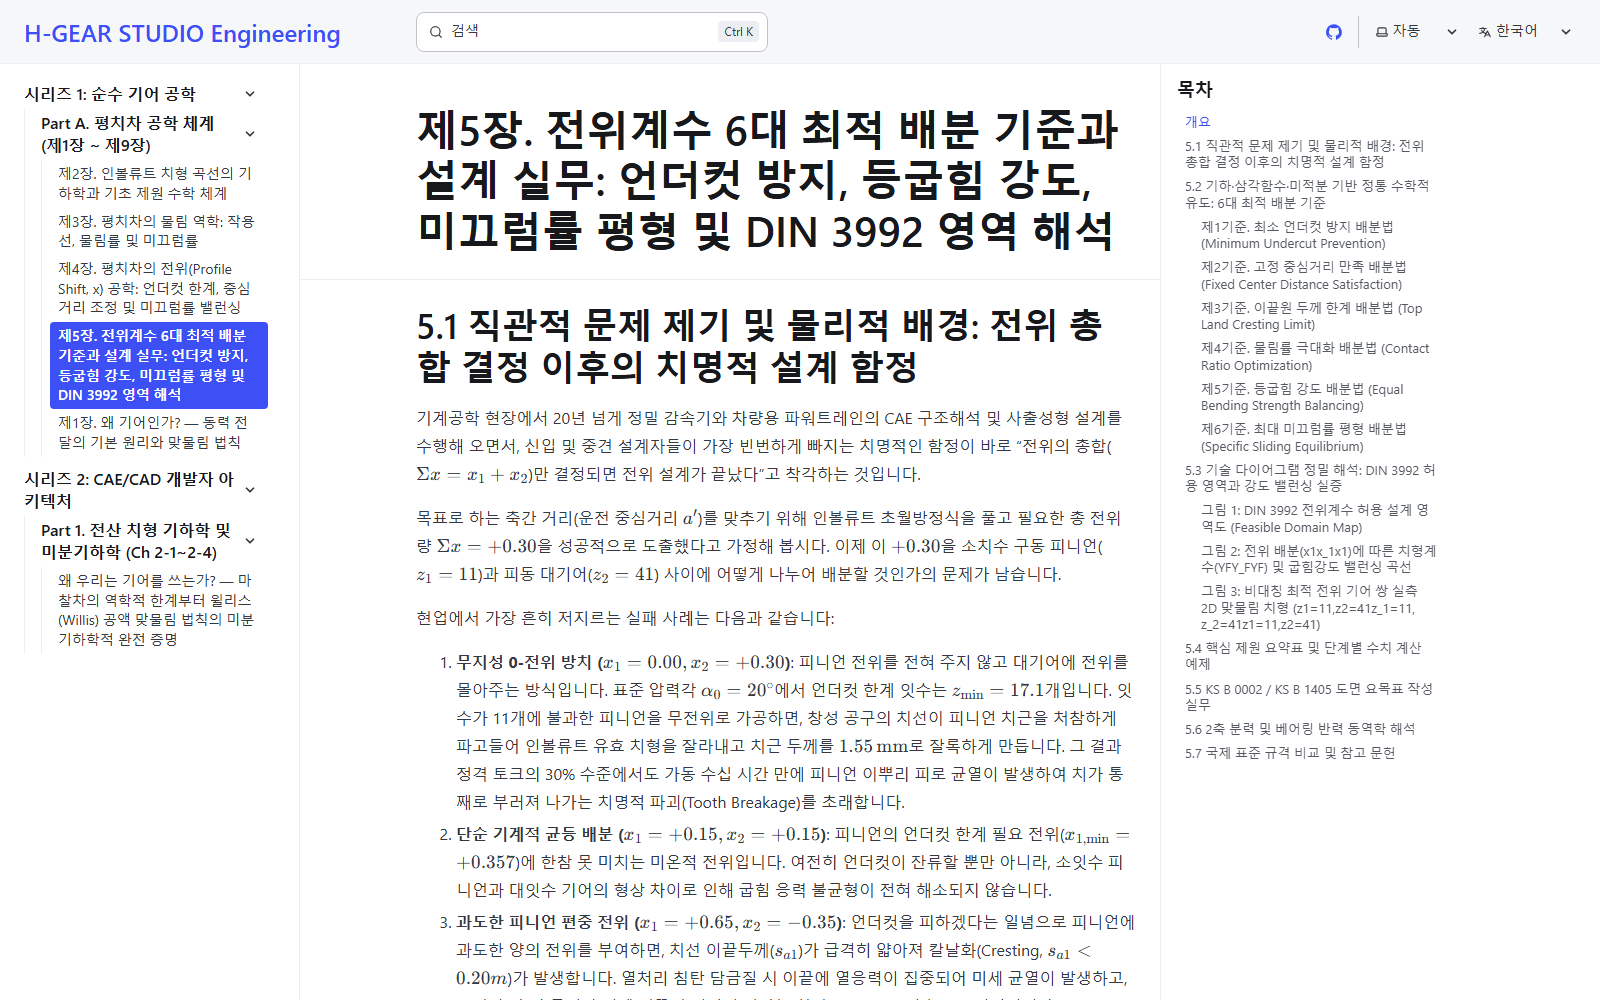 H-GEAR STUDIO Engineering
검색
Ctrl K
자동
한국어
시리즈 1: 순수 기어 공학
Part A. 평치차 공학 체계
(제1장 ~ 제9장)
제2장. 인볼류트 치형 곡선의 기
하학과 기초 제원 수학 체계
제3장. 평치차의 물림 역학: 작용
선, 물림률 및 미끄럼률
제4장. 평치차의 전위(Profile
Shift, x) 공학: 언더컷 한계, 중심
거리 조정 및 미끄럼률 밸런싱
제5장. 전위계수 6대 최적 배분
기준과 설계 실무: 언더컷 방지,
등굽힘 강도, 미끄럼률 평형 및
DIN 3992 영역 해석
제1장. 왜 기어인가? — 동력 전
달의 기본 원리와 맞물림 법칙
시리즈 2: CAE/CAD 개발자 아
키텍처
Part 1. 전산 치형 기하학 및
미분기하학 (Ch 2-1~2-4)
왜 우리는 기어를 쓰는가? — 마
찰차의 역학적 한계부터 윌리스
(Willis) 공액 맞물림 법칙의 미분
기하학적 완전 증명
제5장. 전위계수 6대 최적 배분 기준과
설계 실무: 언더컷 방지, 등굽힘 강도,
미끄럼률 평형 및 DIN 3992 영역 해석
5.1 직관적 문제 제기 및 물리적 배경: 전위 총
합 결정 이후의 치명적 설계 함정
기계공학 현장에서 20년 넘게 정밀 감속기와 차량용 파워트레인의 CAE 구조해석 및 사출성형 설계를
수행해 오면서, 신입 및 중견 설계자들이 가장 빈번하게 빠지는 치명적인 함정이 바로 “전위의 총합(
Σx = x₁ + x₂)만 결정되면 전위 설계가 끝났다”고 착각하는 것입니다.
목표로 하는 축간 거리(운전 중심거리 a′)를 맞추기 위해 인볼류트 초월방정식을 풀고 필요한 총 전위
량 Σx = +0.30을 성공적으로 도출했다고 가정해 봅시다. 이제 이 +0.30을 소치수 구동 피니언(
z₁ = 11)과 피동 대기어(z₂ = 41) 사이에 어떻게 나누어 배분할 것인가의 문제가 남습니다.
현업에서 가장 흔히 저지르는 실패 사례는 다음과 같습니다:
1. 무지성 0-전위 방치 (x₁ = 0.00, x₂ = +0.30): 피니언 전위를 전혀 주지 않고 대기어에 전위를
몰아주는 방식입니다. 표준 압력각 α₀ = 20°에서 언더컷 한계 잇수는 z_min = 17.1개입니다. 잇
수가 11개에 불과한 피니언을 무전위로 가공하면, 창성 공구의 치선이 피니언 치근을 처참하게
파고들어 인볼류트 유효 치형을 잘라내고 치근 두께를 1.55 mm로 잘록하게 만듭니다. 그 결과
정격 토크의 30% 수준에서도 가동 수십 시간 만에 피니언 이뿌리 피로 균열이 발생하여 치가 통
째로 부러져 나가는 치명적 파괴(Tooth Breakage)를 초래합니다.
2. 단순 기계적 균등 배분 (x₁ = +0.15, x₂ = +0.15): 피니언의 언더컷 한계 필요 전위(x₁,min =
+0.357)에 한참 못 미치는 미온적 전위입니다. 여전히 언더컷이 잔류할 뿐만 아니라, 소잇수 피
니언과 대잇수 기어의 형상 차이로 인해 굽힘 응력 불균형이 전혀 해소되지 않습니다.
3. 과도한 피니언 편중 전위 (x₁ = +0.65, x₂ = −0.35): 언더컷을 피하겠다는 일념으로 피니언에
과도한 양의 전위를 부여하면, 치선 이끝두께(s_a1)가 급격히 얇아져 칼날화(Cresting, s_a1 <
0.20m)가 발생합니다. 열처리 침탄 담금질 시 이끝에 열응력이 집중되어 미세 균열이 발생하고,
목차
개요
5.1 직관적 문제 제기 및 물리적 배경: 전위
총합 결정 이후의 치명적 설계 함정
5.2 기하·삼각함수·미적분 기반 정통 수학적
유도: 6대 최적 배분 기준
제1기준. 최소 언더컷 방지 배분법
(Minimum Undercut Prevention)
제2기준. 고정 중심거리 만족 배분법
(Fixed Center Distance Satisfaction)
제3기준. 이끝원 두께 한계 배분법 (Top
Land Cresting Limit)
제4기준. 물림률 극대화 배분법 (Contact
Ratio Optimization)
제5기준. 등굽힘 강도 배분법 (Equal
Bending Strength Balancing)
제6기준. 최대 미끄럼률 평형 배분법
(Specific Sliding Equilibrium)
5.3 기술 다이어그램 정밀 해석: DIN 3992 허
용 영역과 강도 밸런싱 실증
그림 1: DIN 3992 전위계수 허용 설계 영
역도 (Feasible Domain Map)
그림 2: 전위 배분(x1x_1x1)에 따른 치형계
수(YFY_FYF) 및 굽힘강도 밸런싱 곡선
그림 3: 비대칭 최적 전위 기어 쌍 실측
2D 맞물림 치형 (z1=11,z2=41z_1=11,
z_2=41z1=11,z2=41)
5.4 핵심 제원 요약표 및 단계별 수치 계산
예제
5.5 KS B 0002 / KS B 1405 도면 요목표 작성
실무
5.6 2축 분력 및 베어링 반력 동역학 해석
5.7 국제 표준 규격 비교 및 참고 문헌